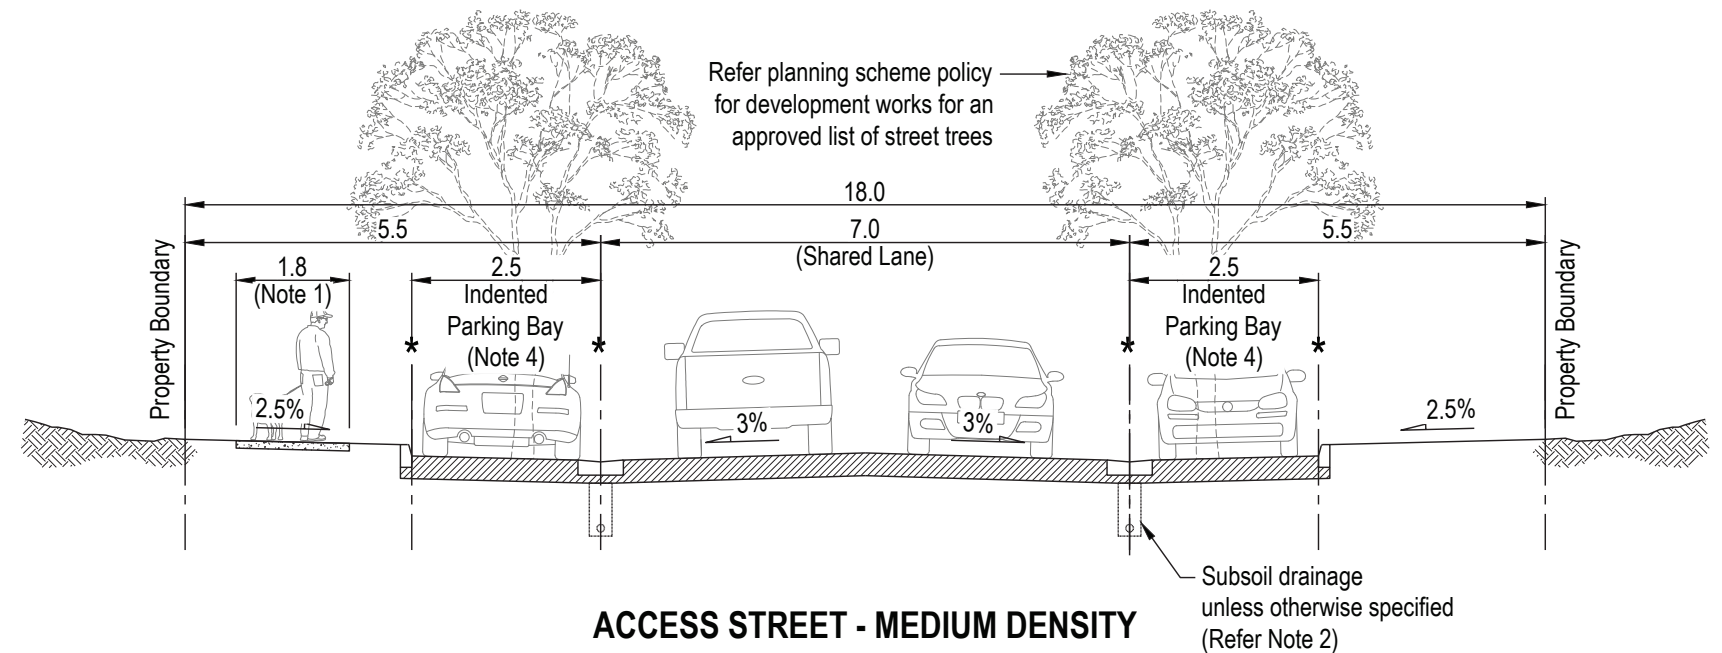 Refer planning scheme policy
for development works for an
approved list of street trees
18.0
5.5
7.0
(Shared Lane)
5.5
1.8
(Note 1)
2.5
Indented
Parking Bay
(Note 4)
2.5
Indented
Parking Bay
(Note 4)
Property Boundary
Property Boundary
*
*
*
*
2.5%
3%
3%
2.5%
Subsoil drainage
unless otherwise specified
(Refer Note 2)
ACCESS STREET - MEDIUM DENSITY